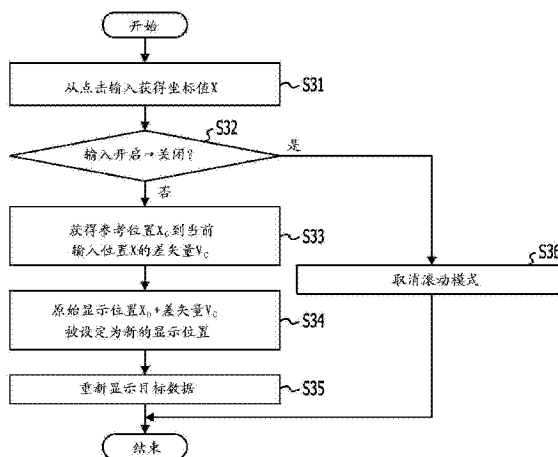 开始
从点击输入获得坐标值X
S31
S32
输入开启→关闭?
是
否
获得参考位置X₀到当前
输入位置X的差矢量V₀
S33
S36
取消滚动模式
原始显示位置X₀+差矢量V₀
被设定为新的显示位置
S34
重新显示目标数据
S35
结束